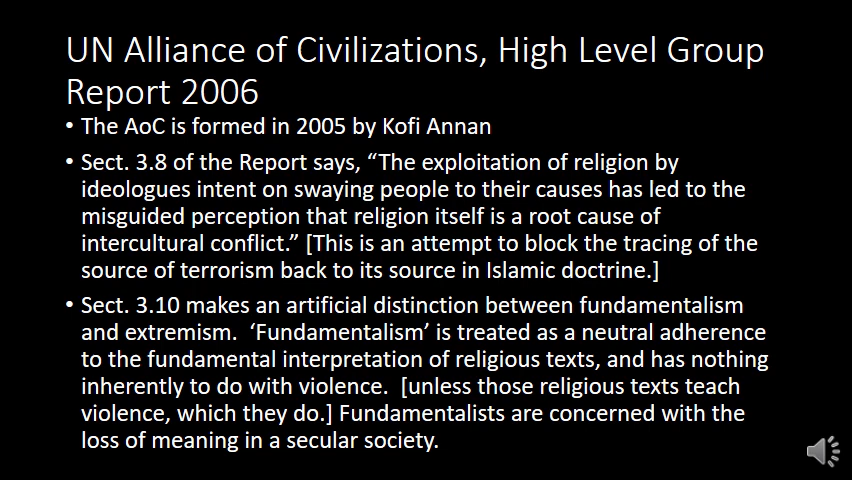 UN Alliance of Civilizations, High Level Group
Report 2006
• The AoC is formed in 2005 by Kofi Annan
• Sect. 3.8 of the Report says, “The exploitation of religion by
ideologues intent on swaying people to their causes has led to the
misguided perception that religion itself is a root cause of
intercultural conflict.” [This is an attempt to block the tracing of the
source of terrorism back to its source in Islamic doctrine.]
• Sect. 3.10 makes an artificial distinction between fundamentalism
and extremism.  ‘Fundamentalism’ is treated as a neutral adherence
to the fundamental interpretation of religious texts, and has nothing
inherently to do with violence.  [unless those religious texts teach
violence, which they do.] Fundamentalists are concerned with the
loss of meaning in a secular society.